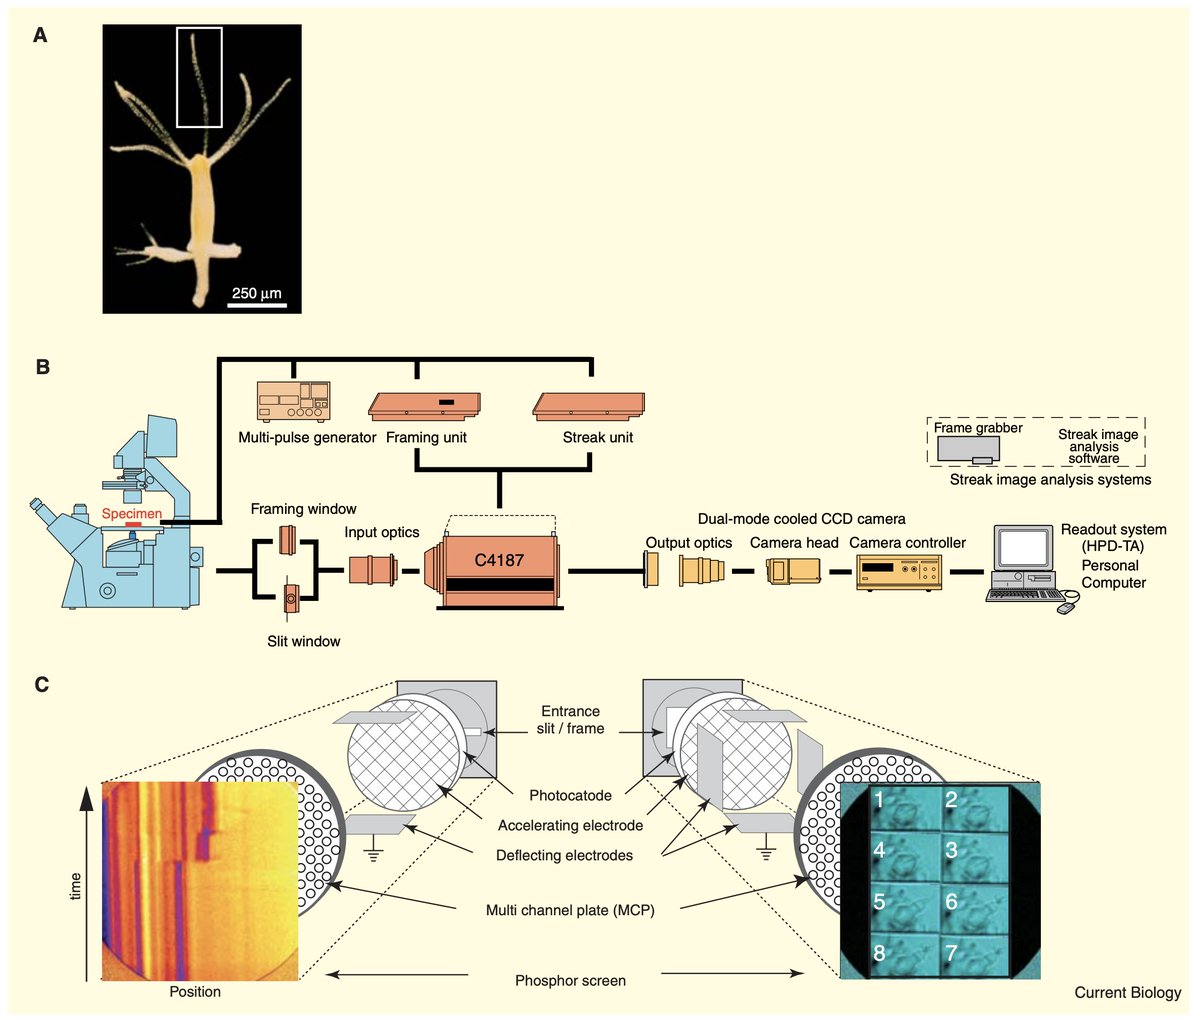 A
250 µm
B
Multi-pulse generator
Framing unit
Streak unit
Frame grabber
Streak image
analysis
software
Streak image analysis systems
Specimen
Framing window
Input optics
Slit window
C4187
Dual-mode cooled CCD camera
Output optics
Camera head
Camera controller
Readout system
(HPD-TA)
Personal
Computer
C
Entrance
slit / frame
Photocatode
Accelerating electrode
Deflecting electrodes
Multi channel plate (MCP)
Phosphor screen
time
Position
1 2
4 3
5 6
8 7
Current Biology